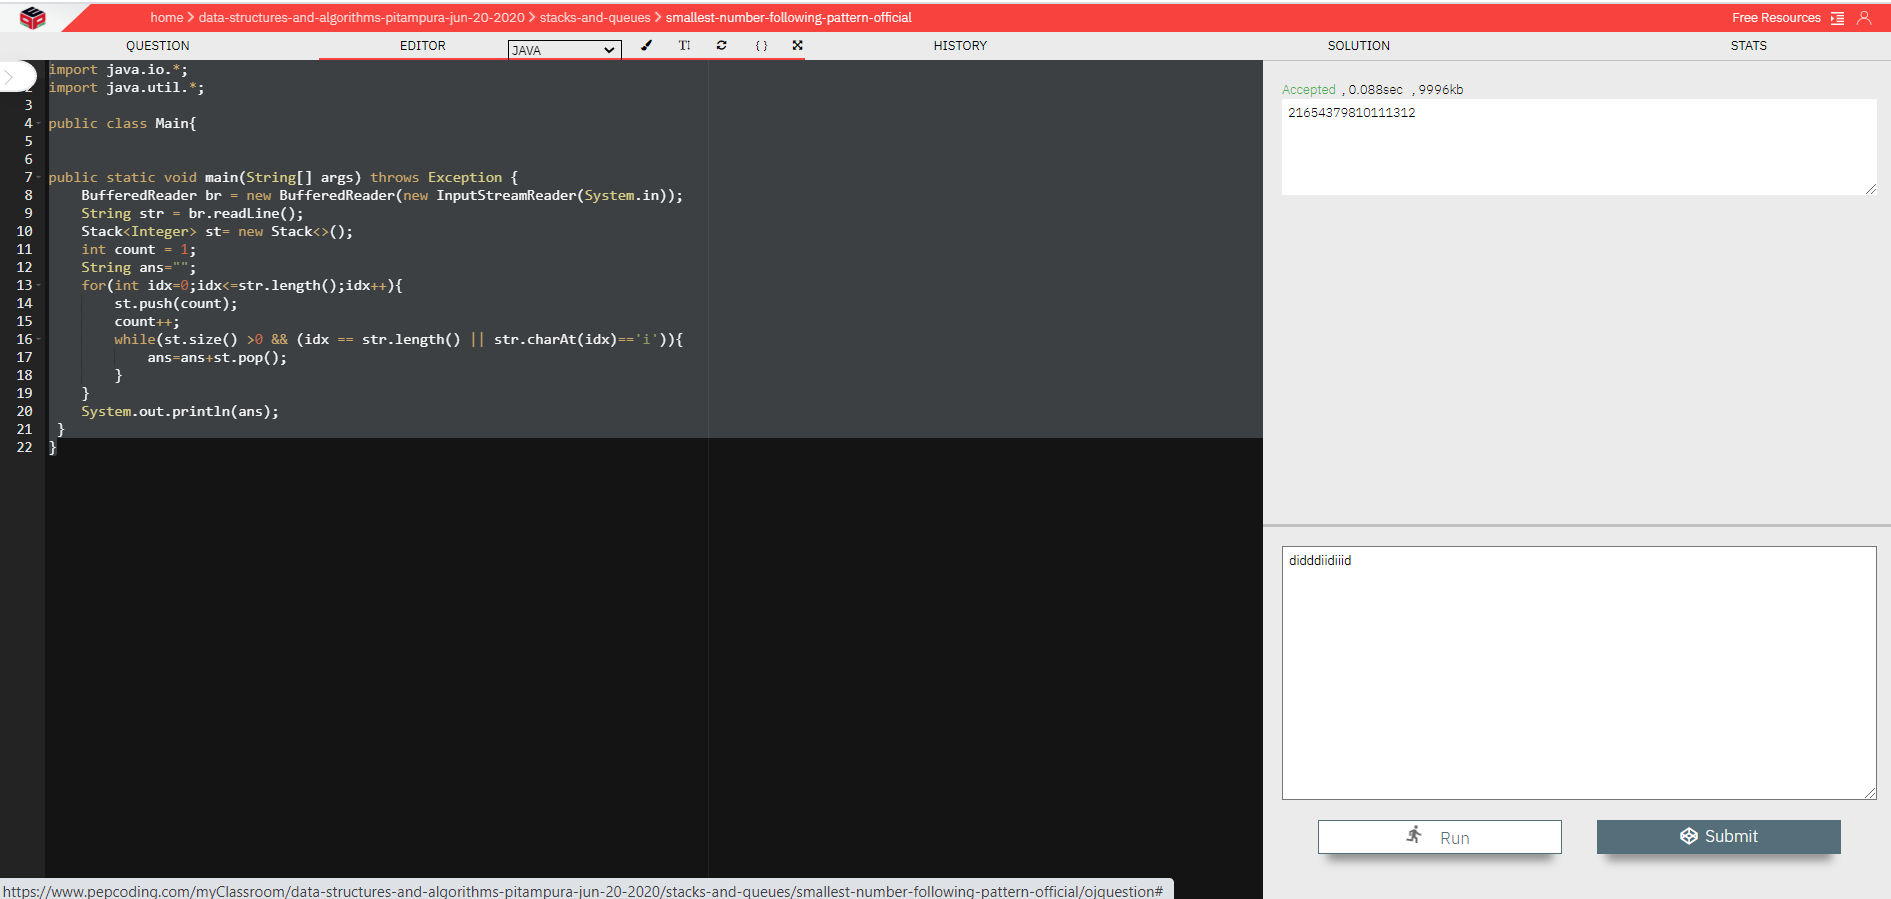 home > data-structures-and-algorithms-pitampura-jun-20-2020 > stacks-and-queues > smallest-number-following-pattern-official
Free Resources
QUESTION
EDITOR
JAVA
{ }
HISTORY
SOLUTION
STATS
import java.io.*;
2 import java.util.*;
3
4 public class Main{
5
6
7 public static void main(String[] args) throws Exception {
8     BufferedReader br = new BufferedReader(new InputStreamReader(System.in));
9     String str = br.readLine();
10     Stack<Integer> st= new Stack<>();
11     int count = 1;
12     String ans="";
13     for(int idx=0;idx<=str.length();idx++){
14         st.push(count);
15         count++;
16         while(st.size() >0 && (idx == str.length() || str.charAt(idx)=='i')){
17             ans=ans+st.pop();
18         }
19     }
20     System.out.println(ans);
21  }
22 }
Accepted , 0.088sec , 9996kb
21654379810111312
didddiidiiid
Run
Submit
https://www.pepcoding.com/myClassroom/data-structures-and-algorithms-pitampura-jun-20-2020/stacks-and-queues/smallest-number-following-pattern-official/ojquestion#